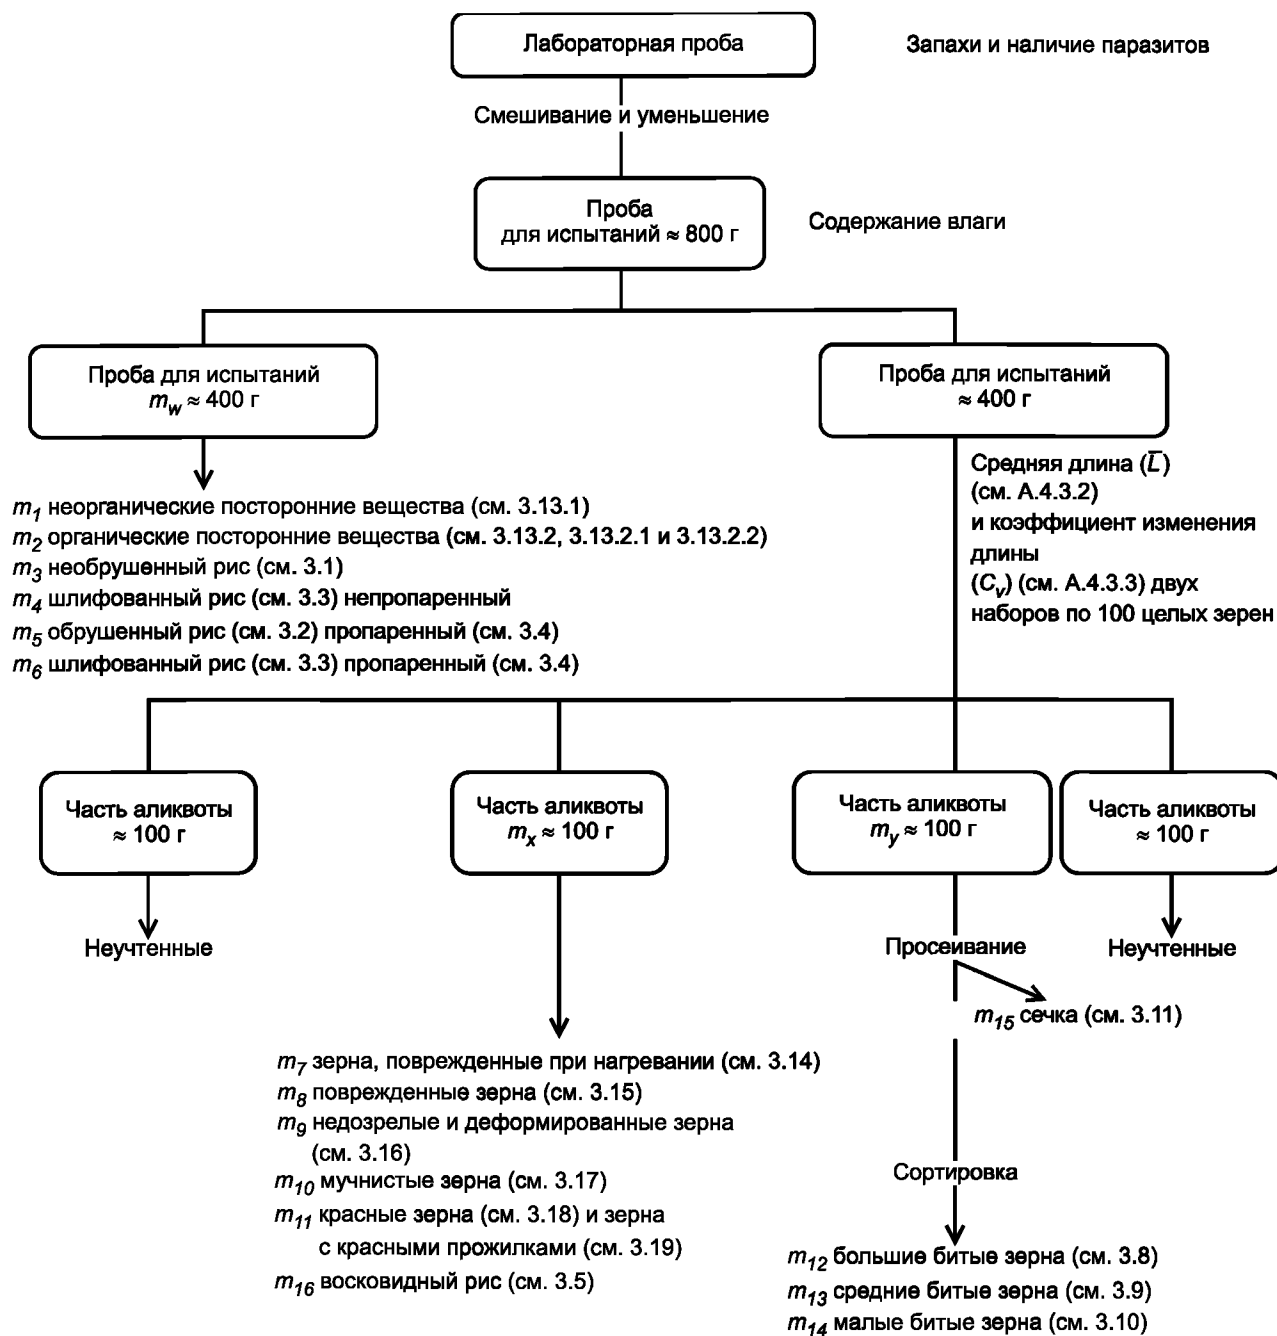 Лабораторная проба
Запахи и наличие паразитов
Смешивание и уменьшение
Проба
для испытаний ≈ 800 г
Содержание влаги
Проба для испытаний
m_w ≈ 400 г
Проба для испытаний
≈ 400 г
Средняя длина (L̅)
(см. А.4.3.2)
и коэффициент изменения
длины
(C_v) (см. А.4.3.3) двух
наборов по 100 целых зерен
m_1 неорганические посторонние вещества (см. 3.13.1)
m_2 органические посторонние вещества (см. 3.13.2, 3.13.2.1 и 3.13.2.2)
m_3 необрушенный рис (см. 3.1)
m_4 шлифованный рис (см. 3.3) непропаренный
m_5 обрушенный рис (см. 3.2) пропаренный (см. 3.4)
m_6 шлифованный рис (см. 3.3) пропаренный (см. 3.4)
Часть аликвоты
≈ 100 г
Часть аликвоты
m_x ≈ 100 г
Часть аликвоты
m_y ≈ 100 г
Часть аликвоты
≈ 100 г
Неучтенные
Просеивание
Неучтенные
m_15 сечка (см. 3.11)
m_7 зерна, поврежденные при нагревании (см. 3.14)
m_8 поврежденные зерна (см. 3.15)
m_9 недозрелые и деформированные зерна
(см. 3.16)
m_10 мучнистые зерна (см. 3.17)
m_11 красные зерна (см. 3.18) и зерна
с красными прожилками (см. 3.19)
m_16 восковидный рис (см. 3.5)
Сортировка
m_12 большие битые зерна (см. 3.8)
m_13 средние битые зерна (см. 3.9)
m_14 малые битые зерна (см. 3.10)